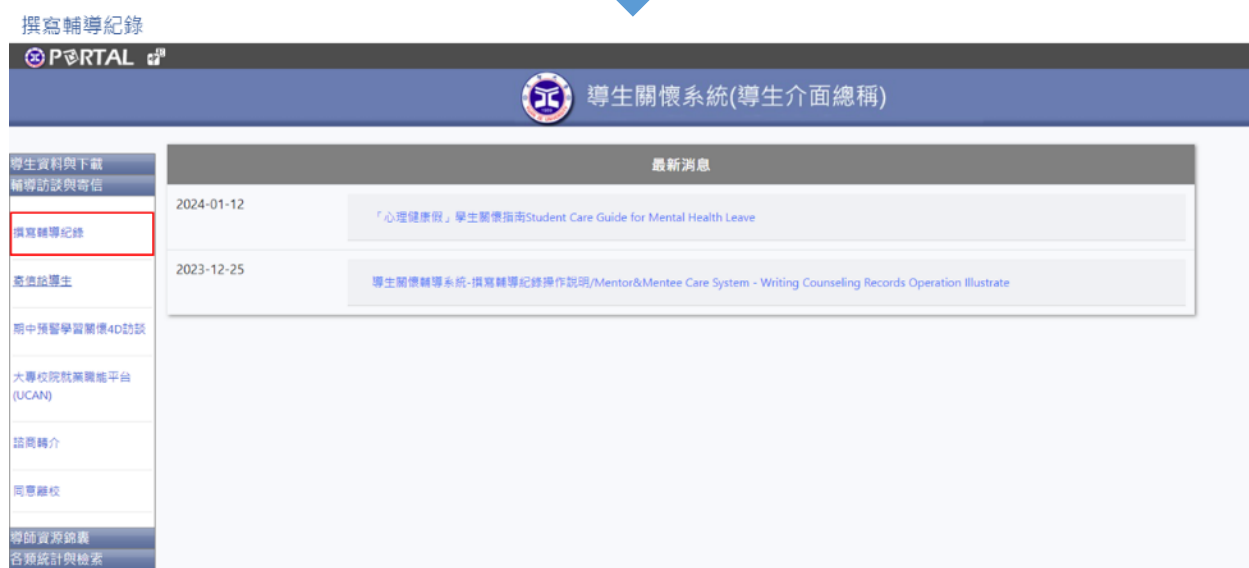 撰寫輔導紀錄
PORTAL
導生關懷系統(導生介面總稱)
導生資料與下載
輔導訪談與寄信
撰寫輔導紀錄
寄信給導生
期中預警學習關懷4D訪談
大專校院就業職能平台
(UCAN)
諮商轉介
同意離校
導師資源錦囊
各類統計與檢索
最新消息
2024-01-12
「心理健康假」學生關懷指南Student Care Guide for Mental Health Leave
2023-12-25
導生關懷輔導系統-撰寫輔導紀錄操作說明/Mentor&Mentee Care System - Writing Counseling Records Operation Illustrate